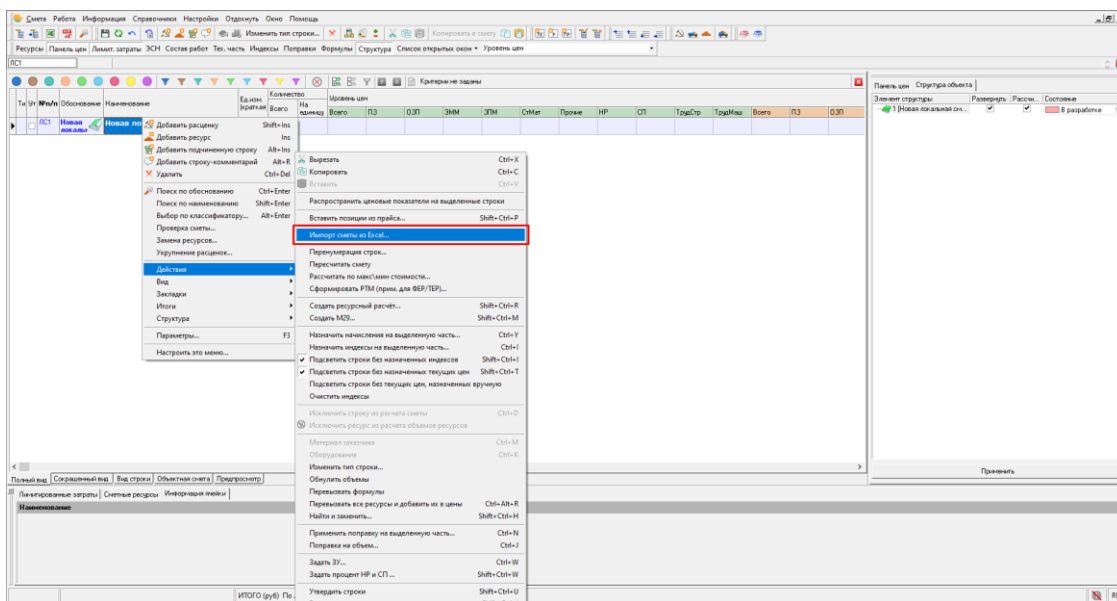 Смета Работа Информация Справочники Настройки Отдохнуть Окно Помощь
Изменить тип строки... Копировать в смету
Ресурсы Панель цен Лимит. затраты ЭСН Состав работ Тех. часть Индексы Поправки Формулы Структура Список открытых окон Уровень цен
ЛС1
Критерии не заданы
Панель цен Структура объекта
Элемент структуры Развернуть Рассчи... Состояние
1 [Новая локальная см... В разработке
Ти Ут №п/п Обоснование Наименование Ед.изм. (краткая Количество Всего На единицу Уровень цен
Всего ПЗ ОЗП ЭММ ЗПМ СтМат Прочие НР СП ТрудСтр ТрудМаш Всего ПЗ ОЗП
ЛС1 Новая локаль Новая ло
Добавить расценку Shift+Ins
Добавить ресурс Ins
Добавить подчиненную строку Alt+Ins
Добавить строку-комментарий Alt+R
Удалить Ctrl+Del
Поиск по обоснованию Ctrl+Enter
Поиск по наименованию Shift+Enter
Выбор по классификатору... Alt+Enter
Проверка сметы...
Замена ресурсов...
Укрупнение расценок...
Действия
Вид
Закладки
Итоги
Структура
Параметры... F3
Настроить это меню...
Вырезать Ctrl+X
Копировать Ctrl+C
Вставить Ctrl+V
Распространить ценовые показатели на выделенные строки
Вставить позиции из прайса... Shift+Ctrl+P
Импорт сметы из Excel...
Перенумерация строк...
Пересчитать смету
Рассчитать по макс\мин стоимости...
Сформировать РТМ (прим. для ФЕР/ТЕР)...
Создать ресурсный расчёт... Shift+Ctrl+R
Создать М29... Shift+Ctrl+M
Назначить начисления на выделенную часть... Ctrl+Y
Назначить индексы на выделенную часть... Ctrl+I
Подсветить строки без назначенных индексов Shift+Ctrl+I
Подсветить строки без назначенных текущих цен Shift+Ctrl+T
Подсветить строки без текущих цен, назначенных вручную
Очистить индексы
Исключить строку из расчета сметы Ctrl+D
Исключить ресурс из расчета объемов ресурсов
Материал заказчика Ctrl+M
Оборудование Ctrl+K
Изменить тип строки...
Обнулить объемы
Перевязать формулы
Перевязать все ресурсы и добавить их в цены Ctrl+Alt+R
Найти и заменить... Shift+Ctrl+H
Применить поправку на выделенную часть... Ctrl+N
Поправка на объем... Ctrl+J
Задать ЗУ... Ctrl+W
Задать процент НР и СП ... Shift+Ctrl+W
Утвердить строки Shift+Ctrl+U
Применить
Полный вид Сокращенный вид Вид строки Объектная смета Предпросмотр
Лимитированные затраты Сметные ресурсы Информация ячейки
Наименование
ИТОГО (руб) По